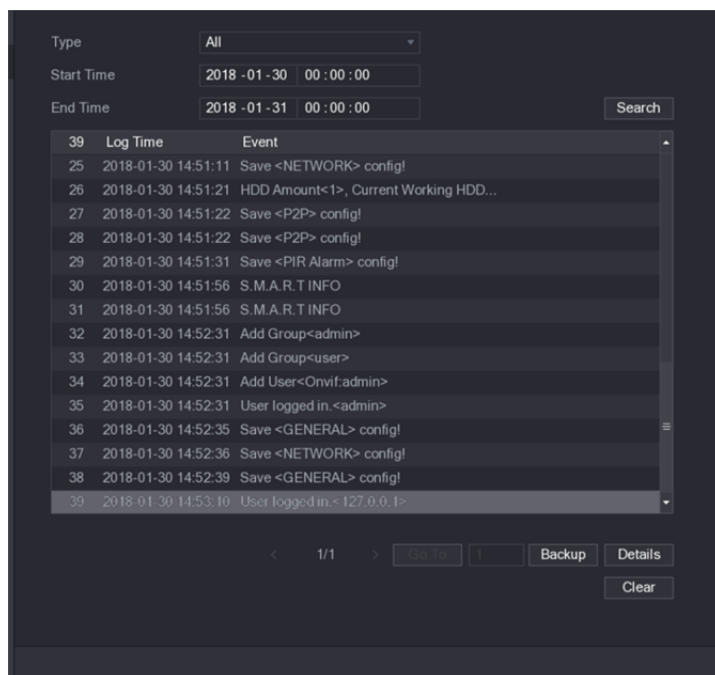 Type All
Start Time 2018 -01 -30 00 : 00 : 00
End Time 2018 -01 -31 00 : 00 : 00 Search
39 Log Time Event
25 2018-01-30 14:51:11 Save <NETWORK> config!
26 2018-01-30 14:51:21 HDD Amount<1>, Current Working HDD...
27 2018-01-30 14:51:22 Save <P2P> config!
28 2018-01-30 14:51:22 Save <P2P> config!
29 2018-01-30 14:51:31 Save <PIR Alarm> config!
30 2018-01-30 14:51:56 S.M.A.R.T INFO
31 2018-01-30 14:51:56 S.M.A.R.T INFO
32 2018-01-30 14:52:31 Add Group<admin>
33 2018-01-30 14:52:31 Add Group<user>
34 2018-01-30 14:52:31 Add User<Onvif:admin>
35 2018-01-30 14:52:31 User logged in.<admin>
36 2018-01-30 14:52:35 Save <GENERAL> config!
37 2018-01-30 14:52:36 Save <NETWORK> config!
38 2018-01-30 14:52:39 Save <GENERAL> config!
39 2018-01-30 14:53:10 User logged in.<127.0.0.1>
< 1/1 > Go To 1 Backup Details
Clear